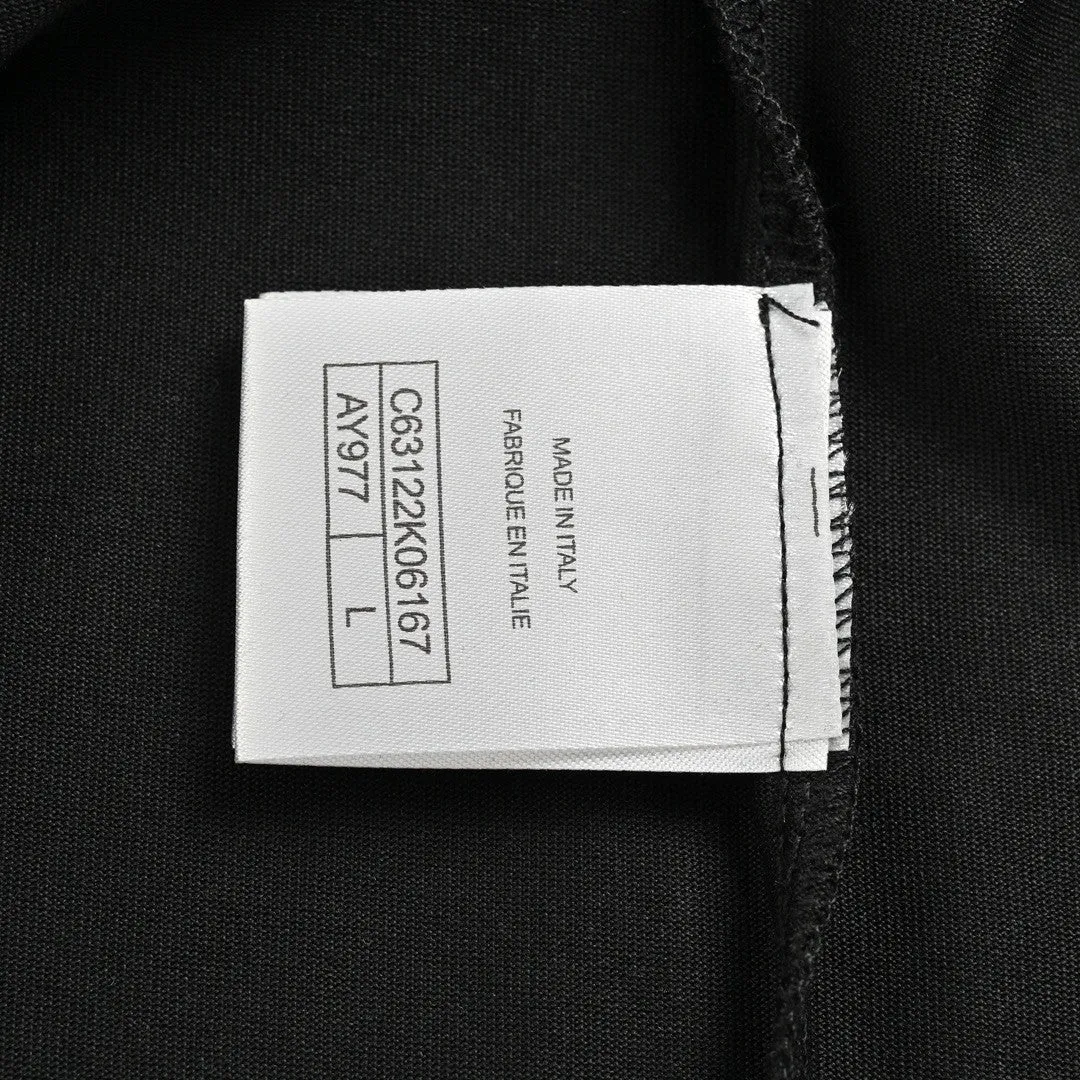 MADE IN ITALY
FABRIQUE EN ITALIE
C63122K06167
AY977 L